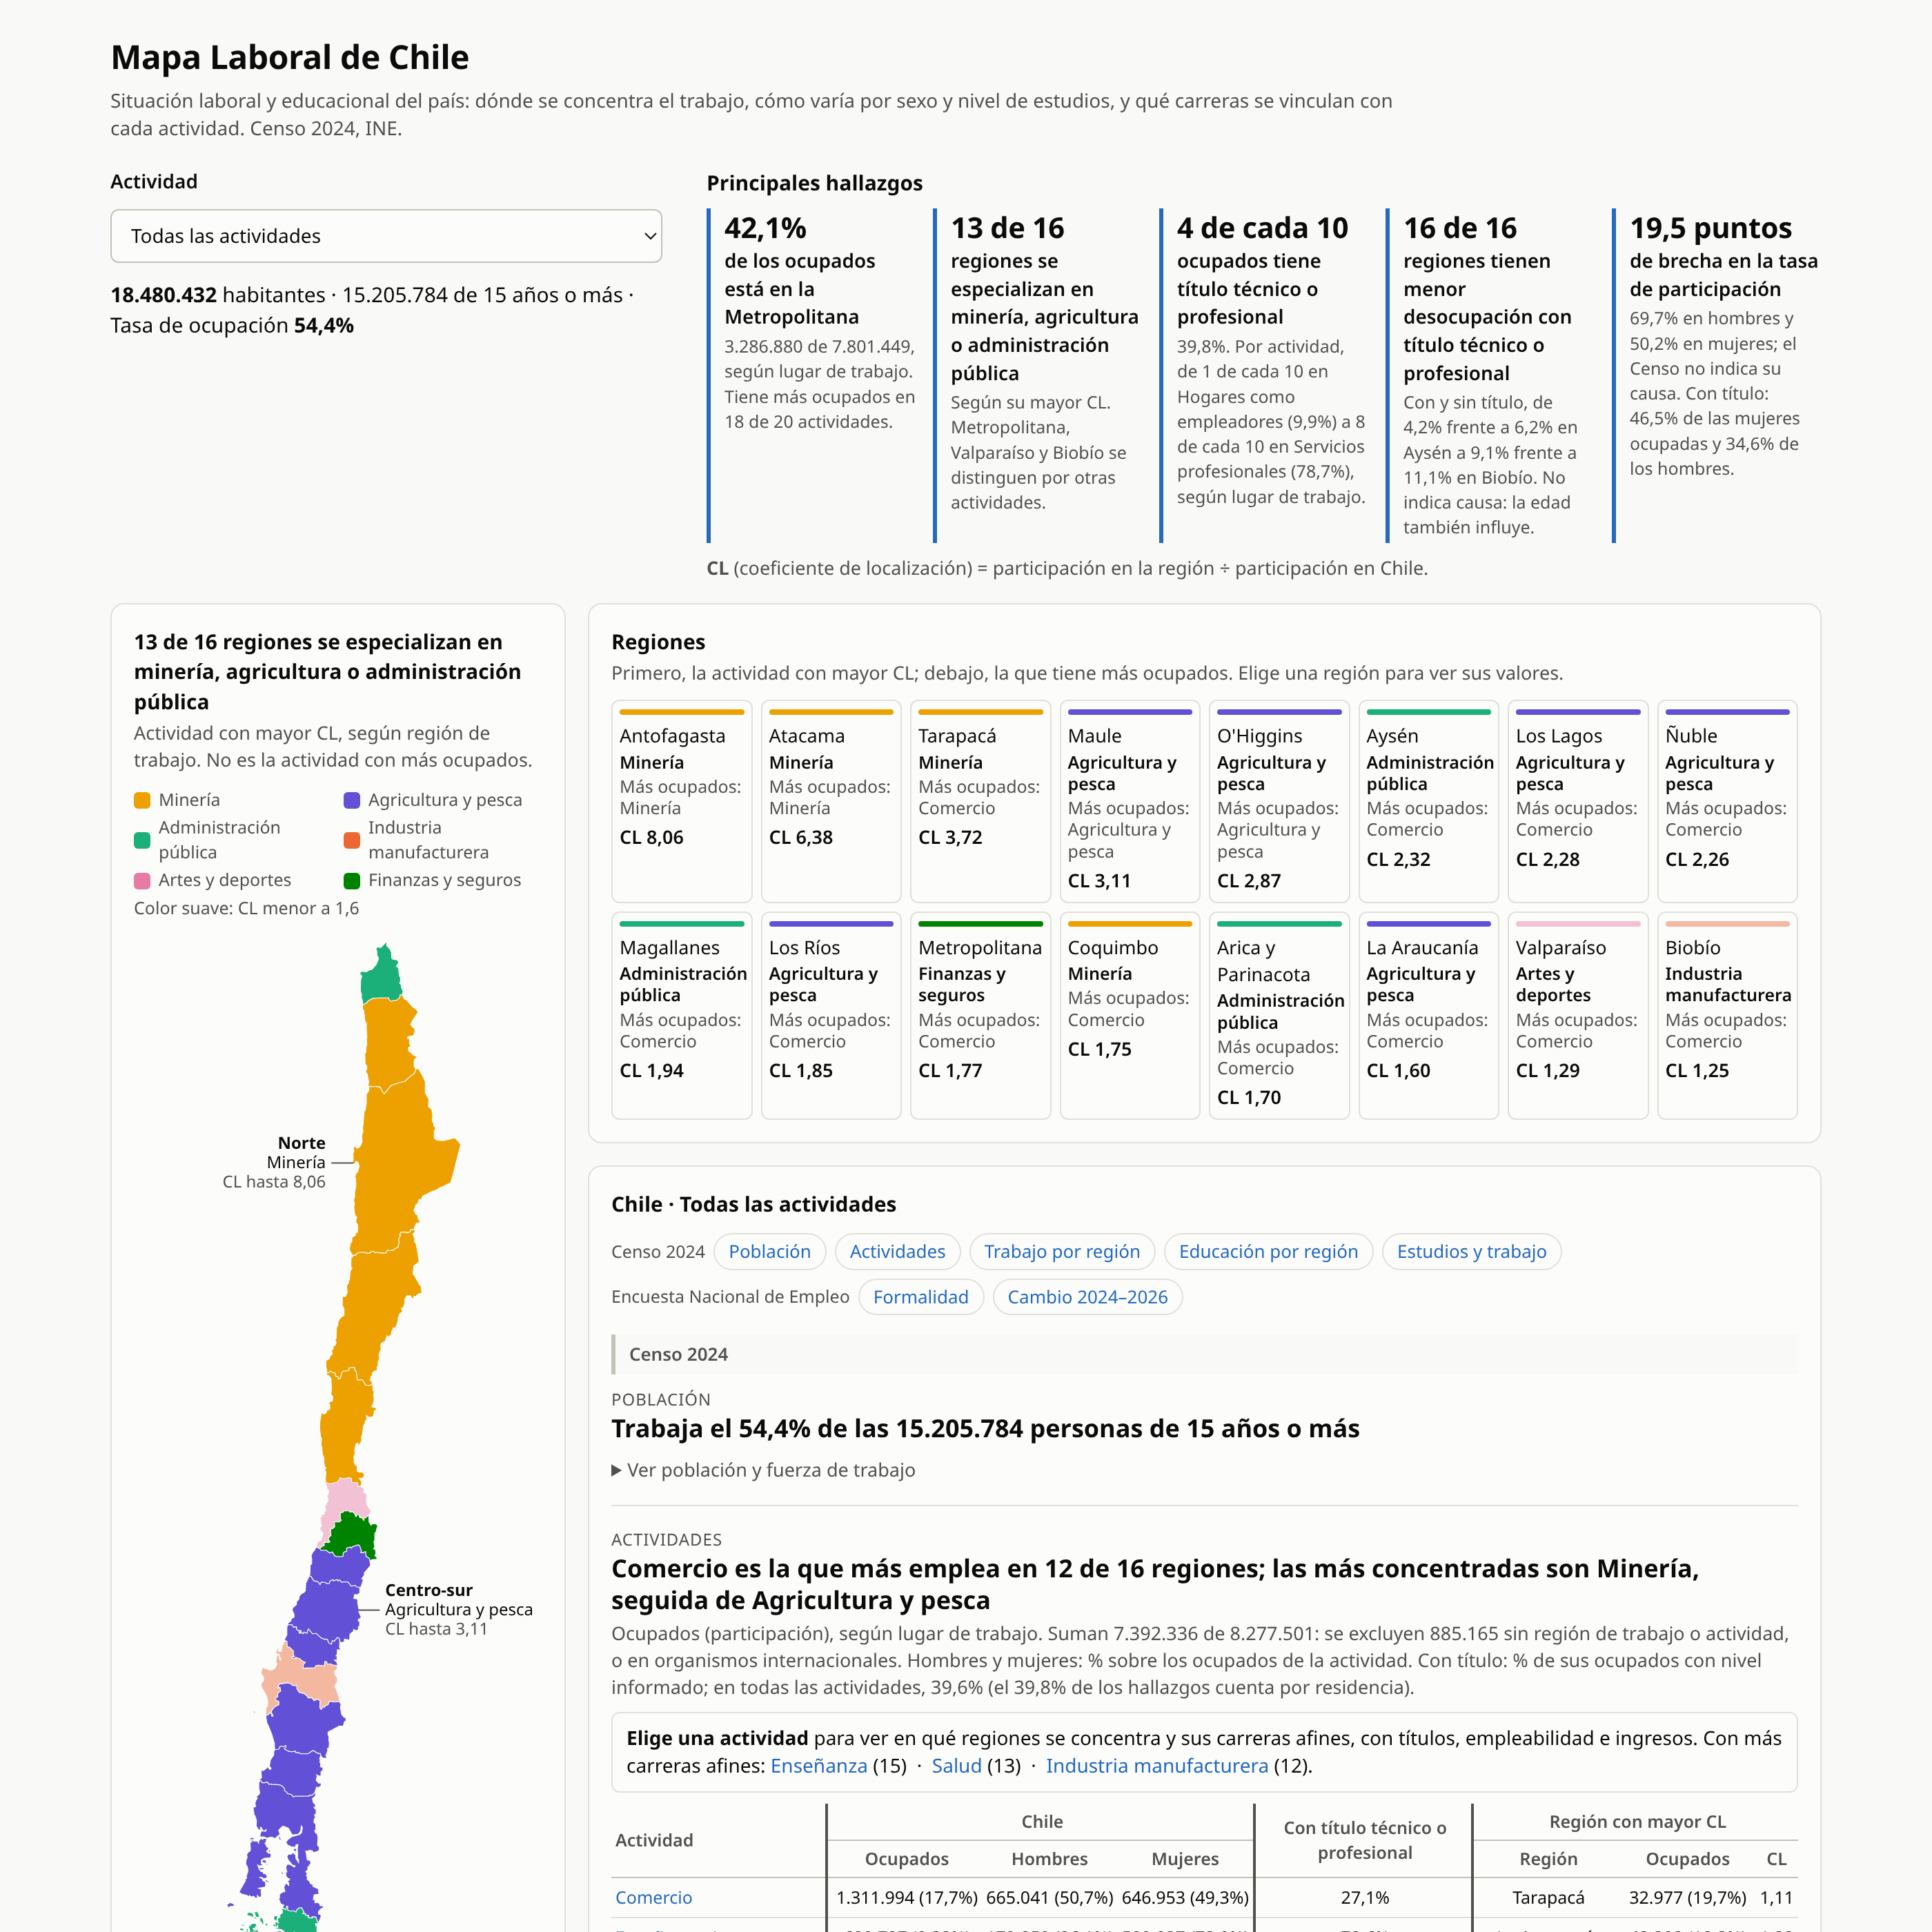 Mapa Laboral de Chile
Situación laboral y educacional del país: dónde se concentra el trabajo, cómo varía por sexo y nivel de estudios, y qué carreras se vinculan con
cada actividad. Censo 2024, INE.
Actividad
Todas las actividades
18.480.432 habitantes · 15.205.784 de 15 años o más ·
Tasa de ocupación 54,4%
Principales hallazgos
42,1%
de los ocupados
está en la
Metropolitana
3.286.880 de 7.801.449,
según lugar de trabajo.
Tiene más ocupados en
18 de 20 actividades.
13 de 16
regiones se
especializan en
minería, agricultura
o administración
pública
Según su mayor CL.
Metropolitana,
Valparaíso y Biobío se
distinguen por otras
actividades.
4 de cada 10
ocupados tiene
título técnico o
profesional
39,8%. Por actividad,
de 1 de cada 10 en
Hogares como
empleadores (9,9%) a 8
de cada 10 en Servicios
profesionales (78,7%),
según lugar de trabajo.
16 de 16
regiones tienen
menor
desocupación con
título técnico o
profesional
Con y sin título, de
4,2% frente a 6,2% en
Aysén a 9,1% frente a
11,1% en Biobío. No
indica causa: la edad
también influye.
19,5 puntos
de brecha en la tasa
de participación
69,7% en hombres y
50,2% en mujeres; el
Censo no indica su
causa. Con título:
46,5% de las mujeres
ocupadas y 34,6% de
los hombres.
CL (coeficiente de localización) = participación en la región ÷ participación en Chile.
13 de 16 regiones se especializan en
minería, agricultura o administración
pública
Actividad con mayor CL, según región de
trabajo. No es la actividad con más ocupados.
Minería
Agricultura y pesca
Administración
pública
Industria
manufacturera
Artes y deportes
Finanzas y seguros
Color suave: CL menor a 1,6
Norte
Minería
CL hasta 8,06
Centro-sur
Agricultura y pesca
CL hasta 3,11
Regiones
Primero, la actividad con mayor CL; debajo, la que tiene más ocupados. Elige una región para ver sus valores.
Antofagasta
Minería
Más ocupados:
Minería
CL 8,06
Atacama
Minería
Más ocupados:
Minería
CL 6,38
Tarapacá
Minería
Más ocupados:
Comercio
CL 3,72
Maule
Agricultura y
pesca
Más ocupados:
Agricultura y
pesca
CL 3,11
O'Higgins
Agricultura y
pesca
Más ocupados:
Agricultura y
pesca
CL 2,87
Aysén
Administración
pública
Más ocupados:
Comercio
CL 2,32
Los Lagos
Agricultura y
pesca
Más ocupados:
Comercio
CL 2,28
Ñuble
Agricultura y
pesca
Más ocupados:
Comercio
CL 2,26
Magallanes
Administración
pública
Más ocupados:
Comercio
CL 1,94
Los Ríos
Agricultura y
pesca
Más ocupados:
Comercio
CL 1,85
Metropolitana
Finanzas y
seguros
Más ocupados:
Comercio
CL 1,77
Coquimbo
Minería
Más ocupados:
Comercio
CL 1,75
Arica y
Parinacota
Administración
pública
Más ocupados:
Comercio
CL 1,70
La Araucanía
Agricultura y
pesca
Más ocupados:
Comercio
CL 1,60
Valparaíso
Artes y
deportes
Más ocupados:
Comercio
CL 1,29
Biobío
Industria
manufacturera
Más ocupados:
Comercio
CL 1,25
Chile · Todas las actividades
Censo 2024 Población Actividades Trabajo por región Educación por región Estudios y trabajo
Encuesta Nacional de Empleo Formalidad Cambio 2024–2026
Censo 2024
POBLACIÓN
Trabaja el 54,4% de las 15.205.784 personas de 15 años o más
Ver población y fuerza de trabajo
ACTIVIDADES
Comercio es la que más emplea en 12 de 16 regiones; las más concentradas son Minería,
seguida de Agricultura y pesca
Ocupados (participación), según lugar de trabajo. Suman 7.392.336 de 8.277.501: se excluyen 885.165 sin región de trabajo o actividad,
o en organismos internacionales. Hombres y mujeres: % sobre los ocupados de la actividad. Con título: % de sus ocupados con nivel
informado; en todas las actividades, 39,6% (el 39,8% de los hallazgos cuenta por residencia).
Elige una actividad para ver en qué regiones se concentra y sus carreras afines, con títulos, empleabilidad e ingresos. Con más
carreras afines: Enseñanza (15) · Salud (13) · Industria manufacturera (12).
Actividad
Chile
Con título técnico o
profesional
Región con mayor CL
Ocupados Hombres Mujeres
Región Ocupados CL
Comercio 1.311.994 (17,7%) 665.041 (50,7%) 646.953 (49,3%) 27,1% Tarapacá 32.977 (19,7%) 1,11